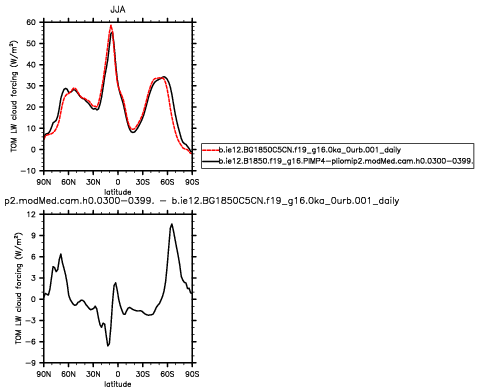 JJA
TOM LW cloud forcing (W/m²)
60
50
40
30
20
10
0
-10
90N 60N 30N 0 30S 60S 90S
latitude
b.ie12.BG1850C5CN.f19_g16.0ka_0urb.001_daily
b.ie12.B1850.f19_g16.PlMP4-pliomip2.modMed.cam.h0.0300-0399.
p2.modMed.cam.h0.0300-0399. - b.ie12.BG1850C5CN.f19_g16.0ka_0urb.001_daily
TOM LW cloud forcing (W/m²)
12
9
6
3
0
-3
-6
-9
90N 60N 30N 0 30S 60S 90S
latitude